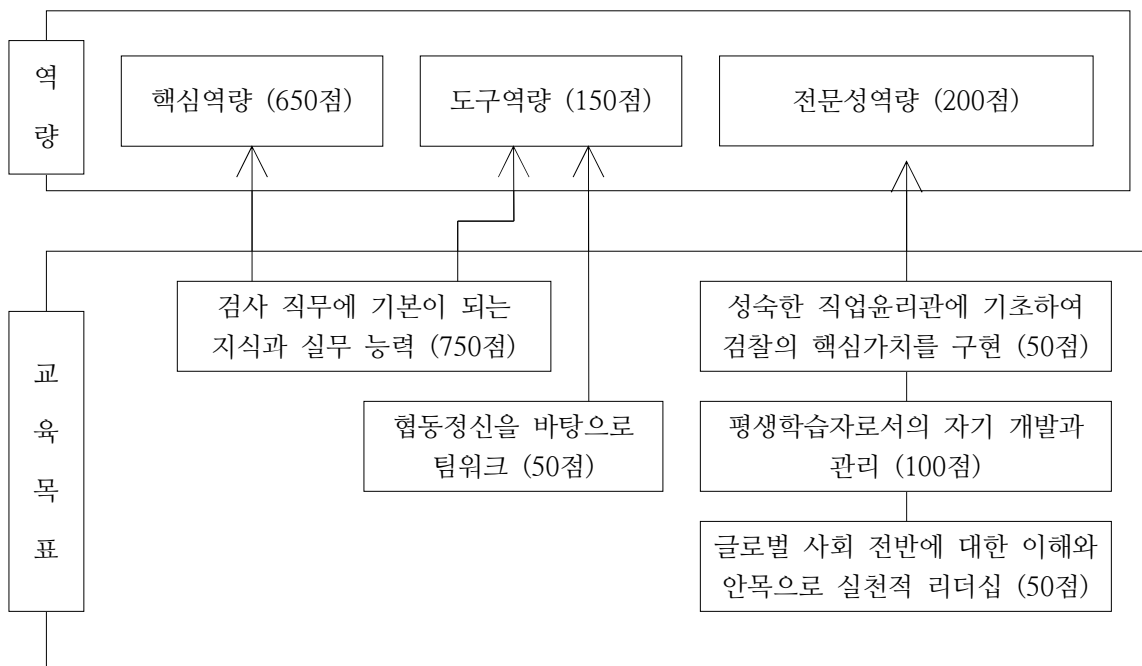 역
량
핵심역량 (650점)
도구역량 (150점)
전문성역량 (200점)
교
육
목
표
검사 직무에 기본이 되는
지식과 실무 능력 (750점)
성숙한 직업윤리관에 기초하여
검찰의 핵심가치를 구현 (50점)
협동정신을 바탕으로
팀워크 (50점)
평생학습자로서의 자기 개발과
관리 (100점)
글로벌 사회 전반에 대한 이해와
안목으로 실천적 리더십 (50점)